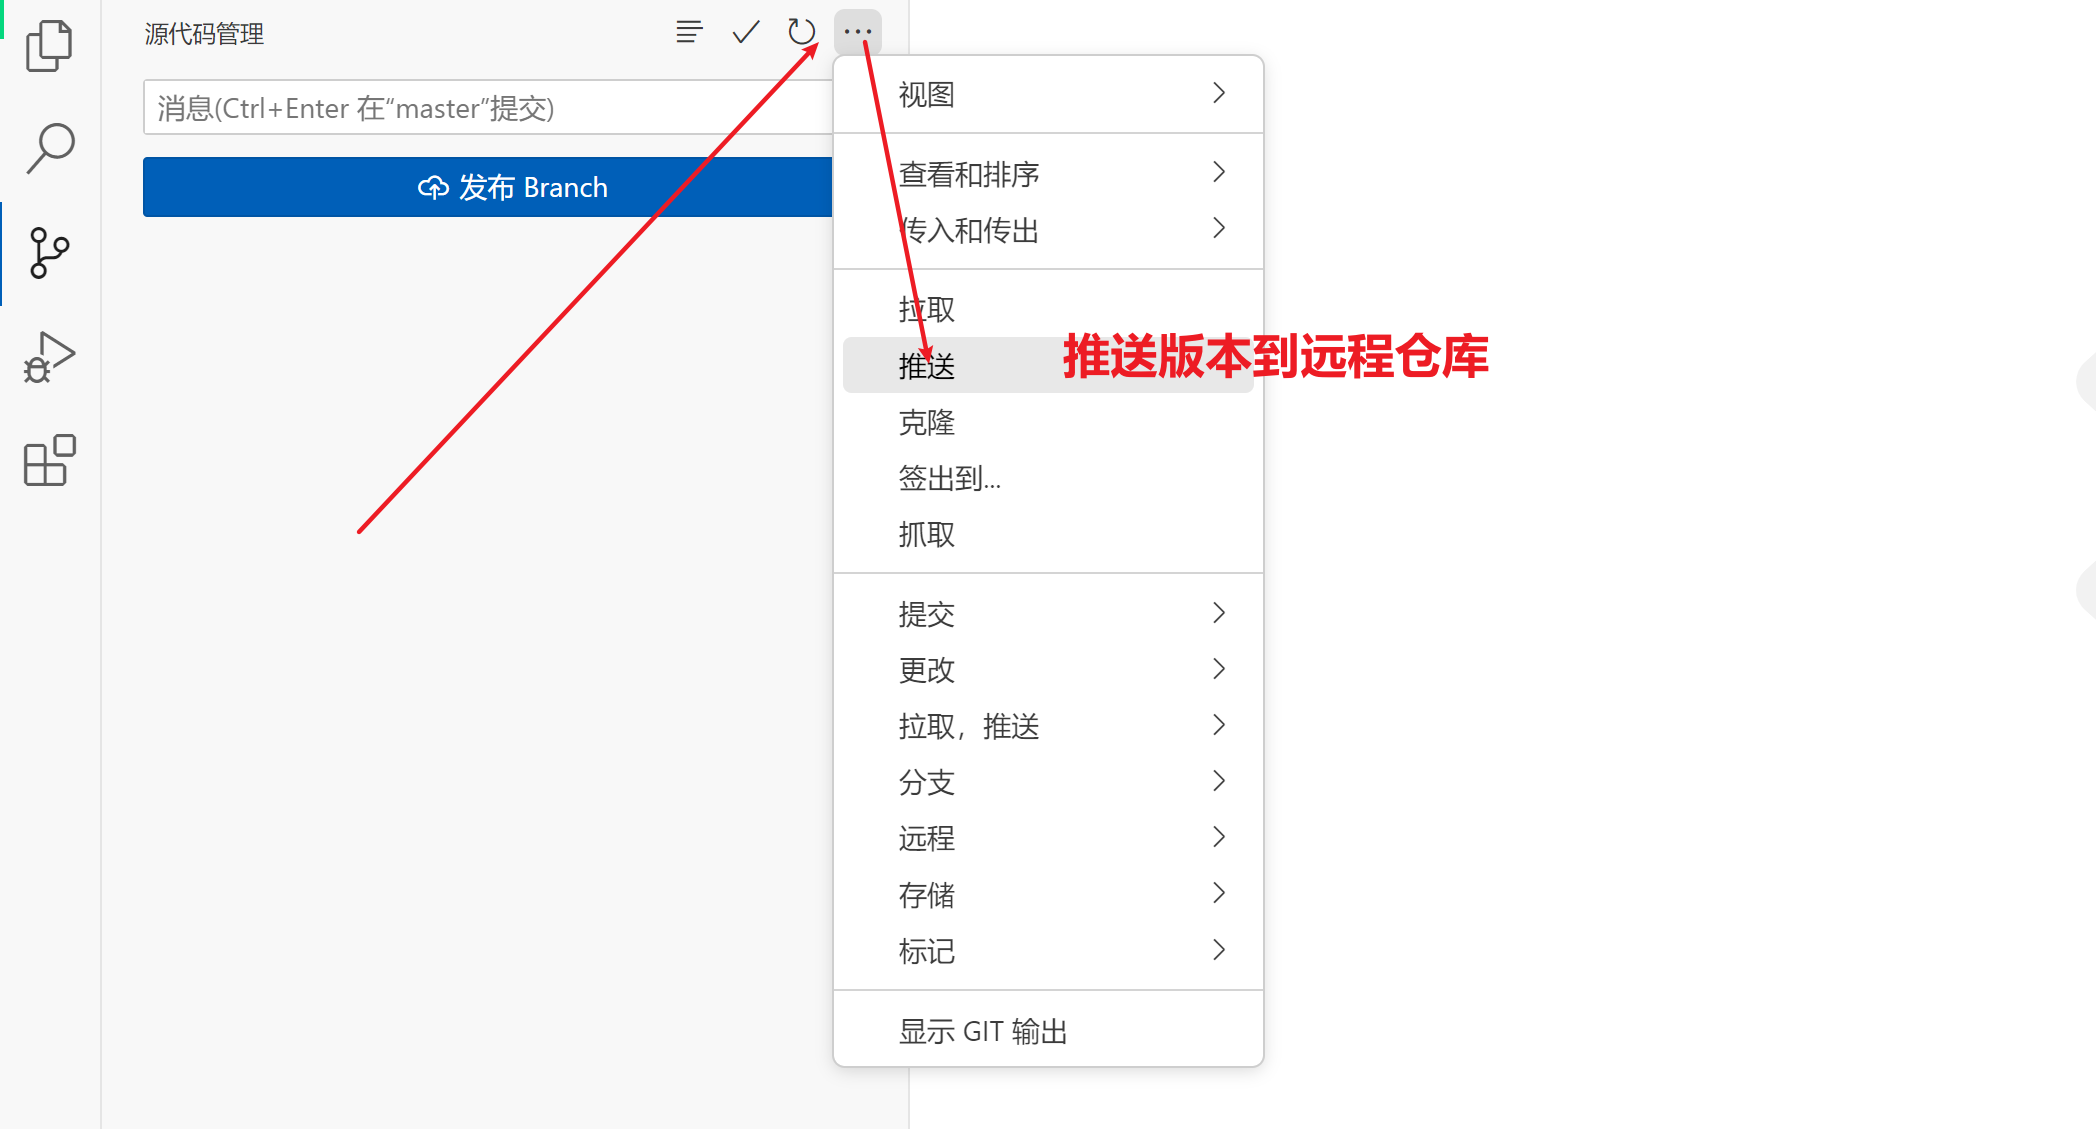 源代码管理
消息(Ctrl+Enter 在“master”提交)
发布 Branch
视图
查看和排序
传入和传出
拉取
推送
推送版本到远程仓库
克隆
签出到...
抓取
提交
更改
拉取，推送
分支
远程
存储
标记
显示 GIT 输出